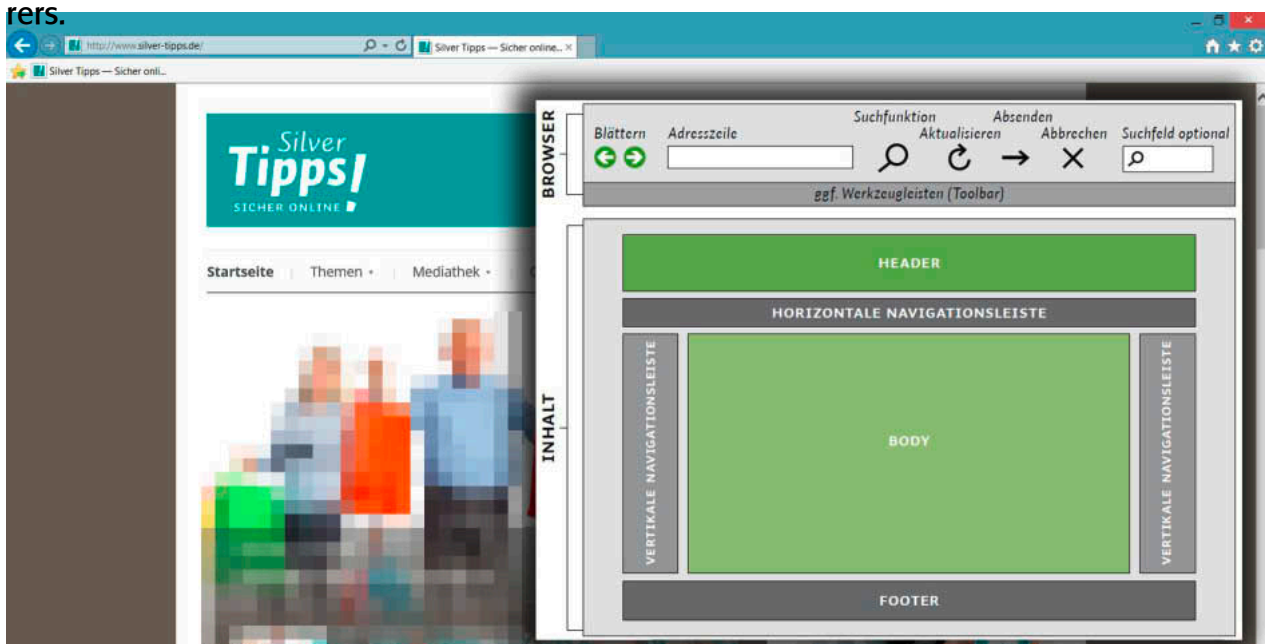 rers.
http://www.silver-tipps.de/
Silver Tipps — Sicher online...
Silver Tipps — Sicher onli...
Silver
Tipps!
SICHER ONLINE
Startseite
Themen
Mediathek
BROWSER
Blättern
Adresszeile
Suchfunktion
Absenden
Aktualisieren
Abbrechen
Suchfeld optional
ggf. Werkzeugleisten (Toolbar)
INHALT
HEADER
HORIZONTALE NAVIGATIONSLEISTE
VERTIKALE NAVIGATIONSLEISTE
BODY
VERTIKALE NAVIGATIONSLEISTE
FOOTER